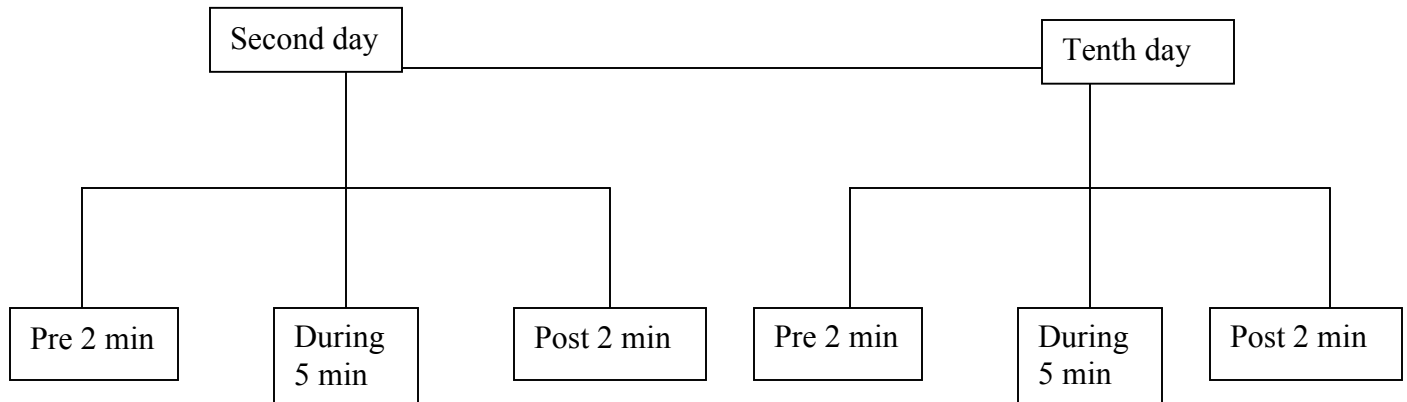 Second day
Tenth day
Pre 2 min
During
5 min
Post 2 min
Pre 2 min
During
5 min
Post 2 min